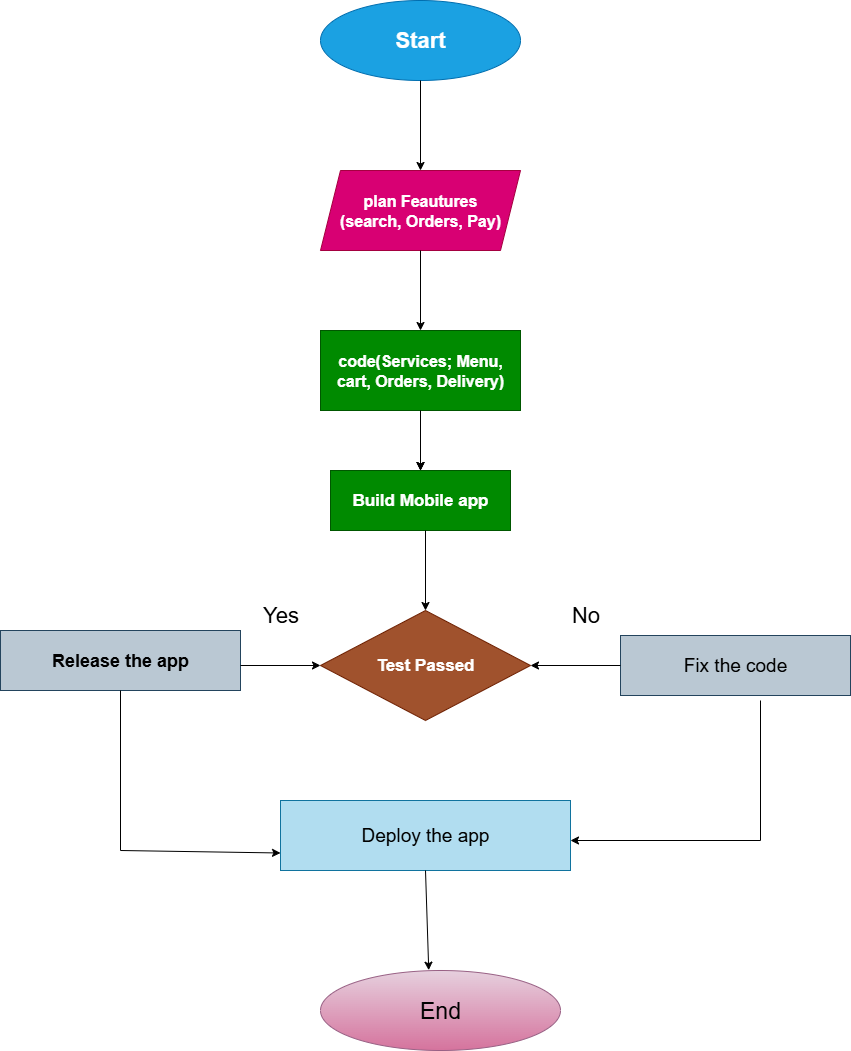 Start
plan Feautures
(search, Orders, Pay)
code(Services; Menu,
cart, Orders, Delivery)
Build Mobile app
Yes
No
Release the app
Test Passed
Fix the code
Deploy the app
End